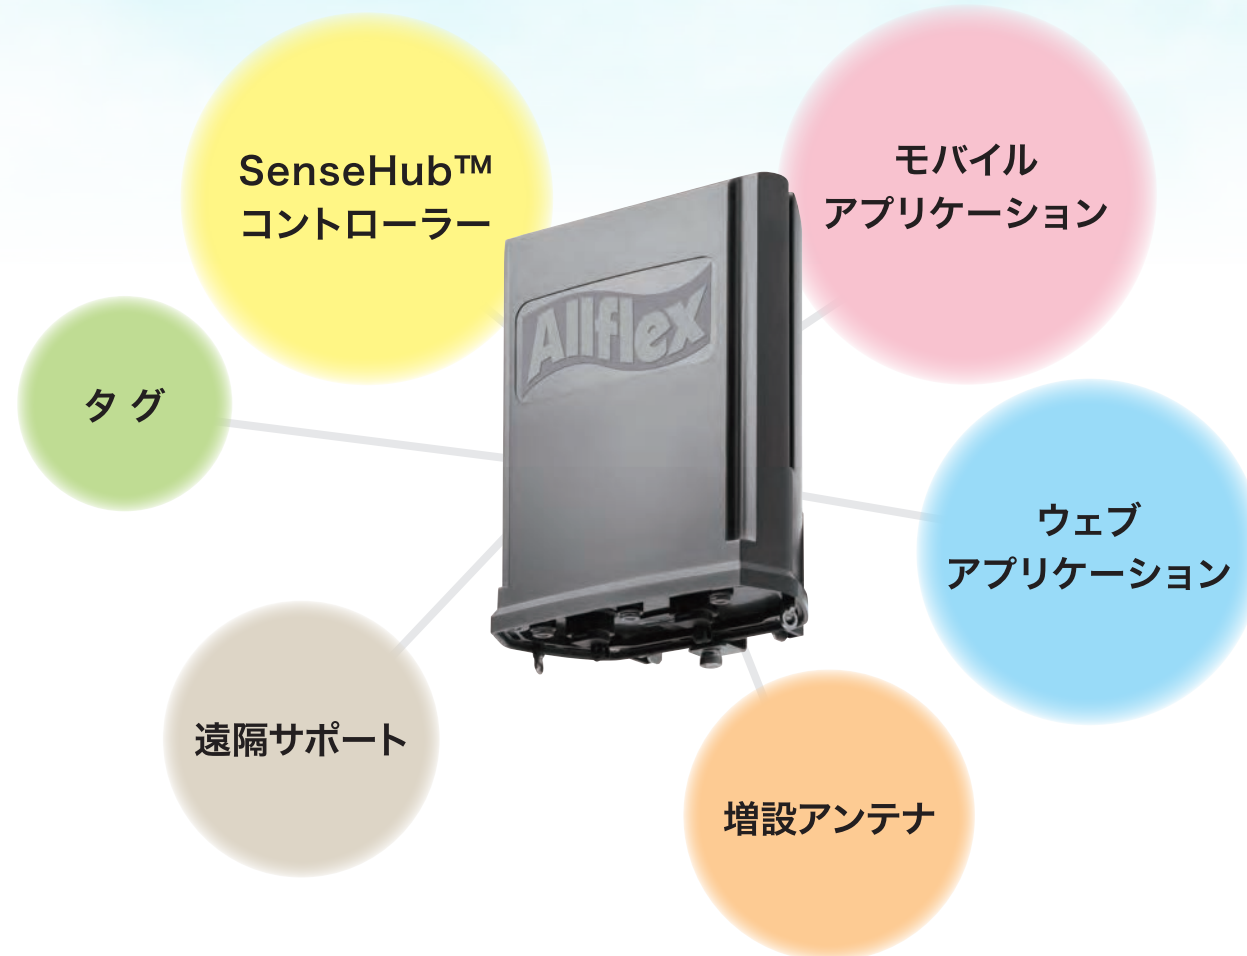 SenseHub™
コントローラー
モバイル
アプリケーション
Allflex
タグ
ウェブ
アプリケーション
遠隔サポート
増設アンテナ